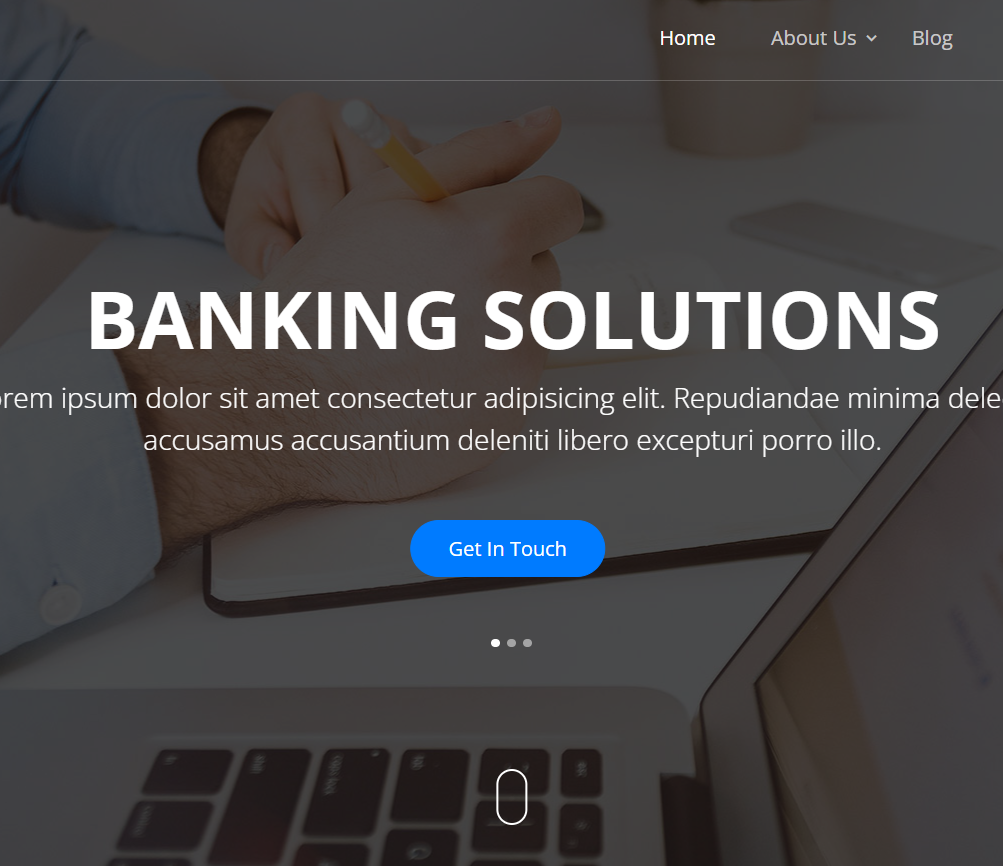 Home About Us Blog
BANKING SOLUTIONS
orem ipsum dolor sit amet consectetur adipisicing elit. Repudiandae minima dele
accusamus accusantium deleniti libero excepturi porro illo.
Get In Touch